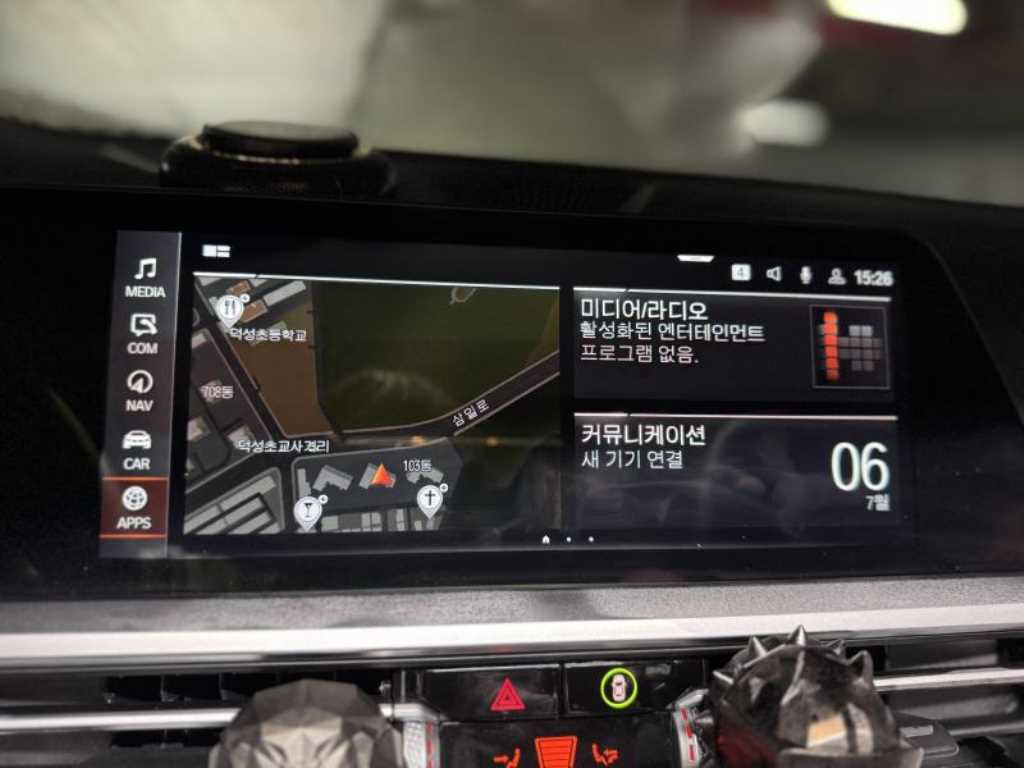 MEDIA
COM
NAV
CAR
APPS
4
15:26
덕성초등학교
708동
삼일로
덕성초교사거리
103동
미디어/라디오
활성화된 엔터테인먼트
프로그램 없음.
커뮤니케이션
새 기기 연결
06
7월